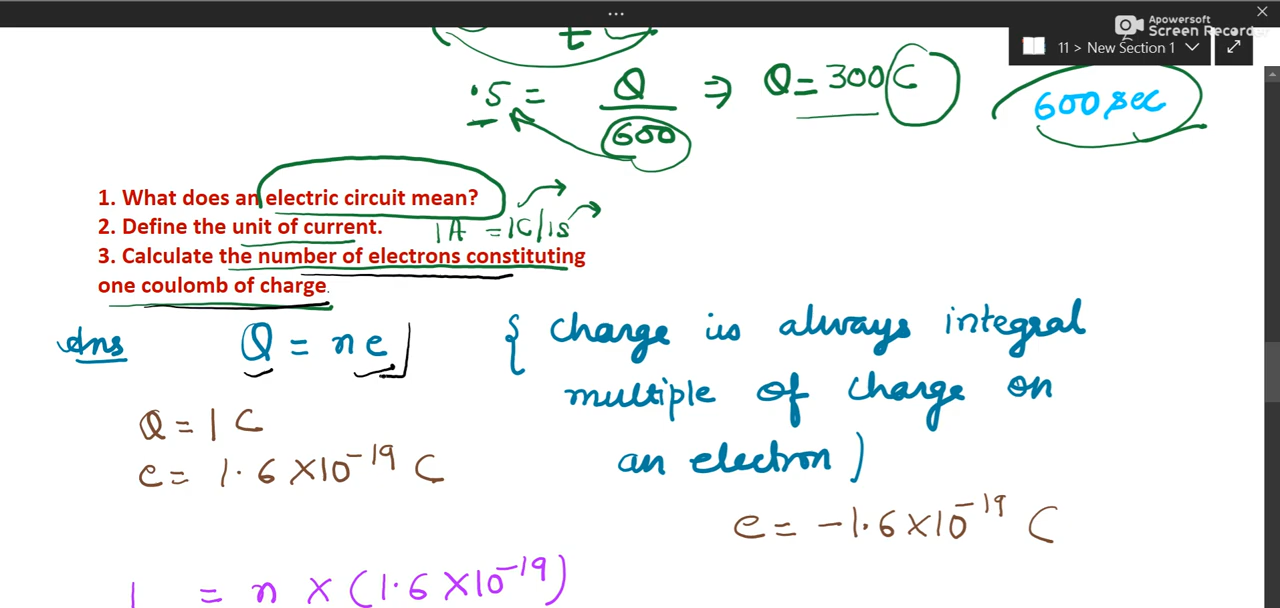 ...
Apowersoft
Screen Recorder
11 > New Section 1
t
.5 = Q / 600 ⇒ Q = 300 C
600 sec
1. What does an electric circuit mean?
2. Define the unit of current. 1A = 1C/1s
3. Calculate the number of electrons constituting
one coulomb of charge.
Ans Q = ne
{ Charge is always integral
multiple of charge on
an electron )
Q = 1 C
e = 1.6 × 10⁻¹⁹ C
e = -1.6 × 10⁻¹⁹ C
1 = n × (1.6 × 10⁻¹⁹)